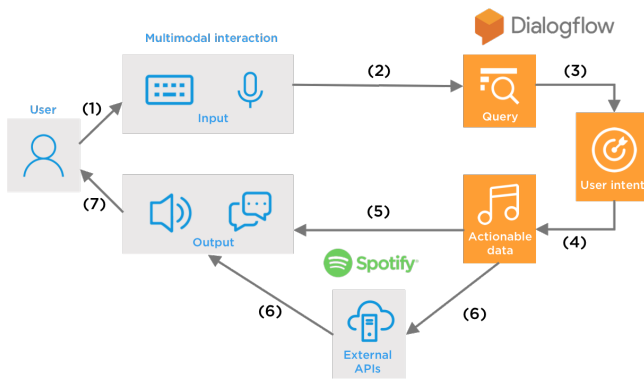 Dialogflow
Multimodal interaction
(2)
(3)
User
(1)
Input
Query
User intent
(7)
(5)
(4)
Output
Actionable
data
Spotify®
(6)
(6)
External
APIs